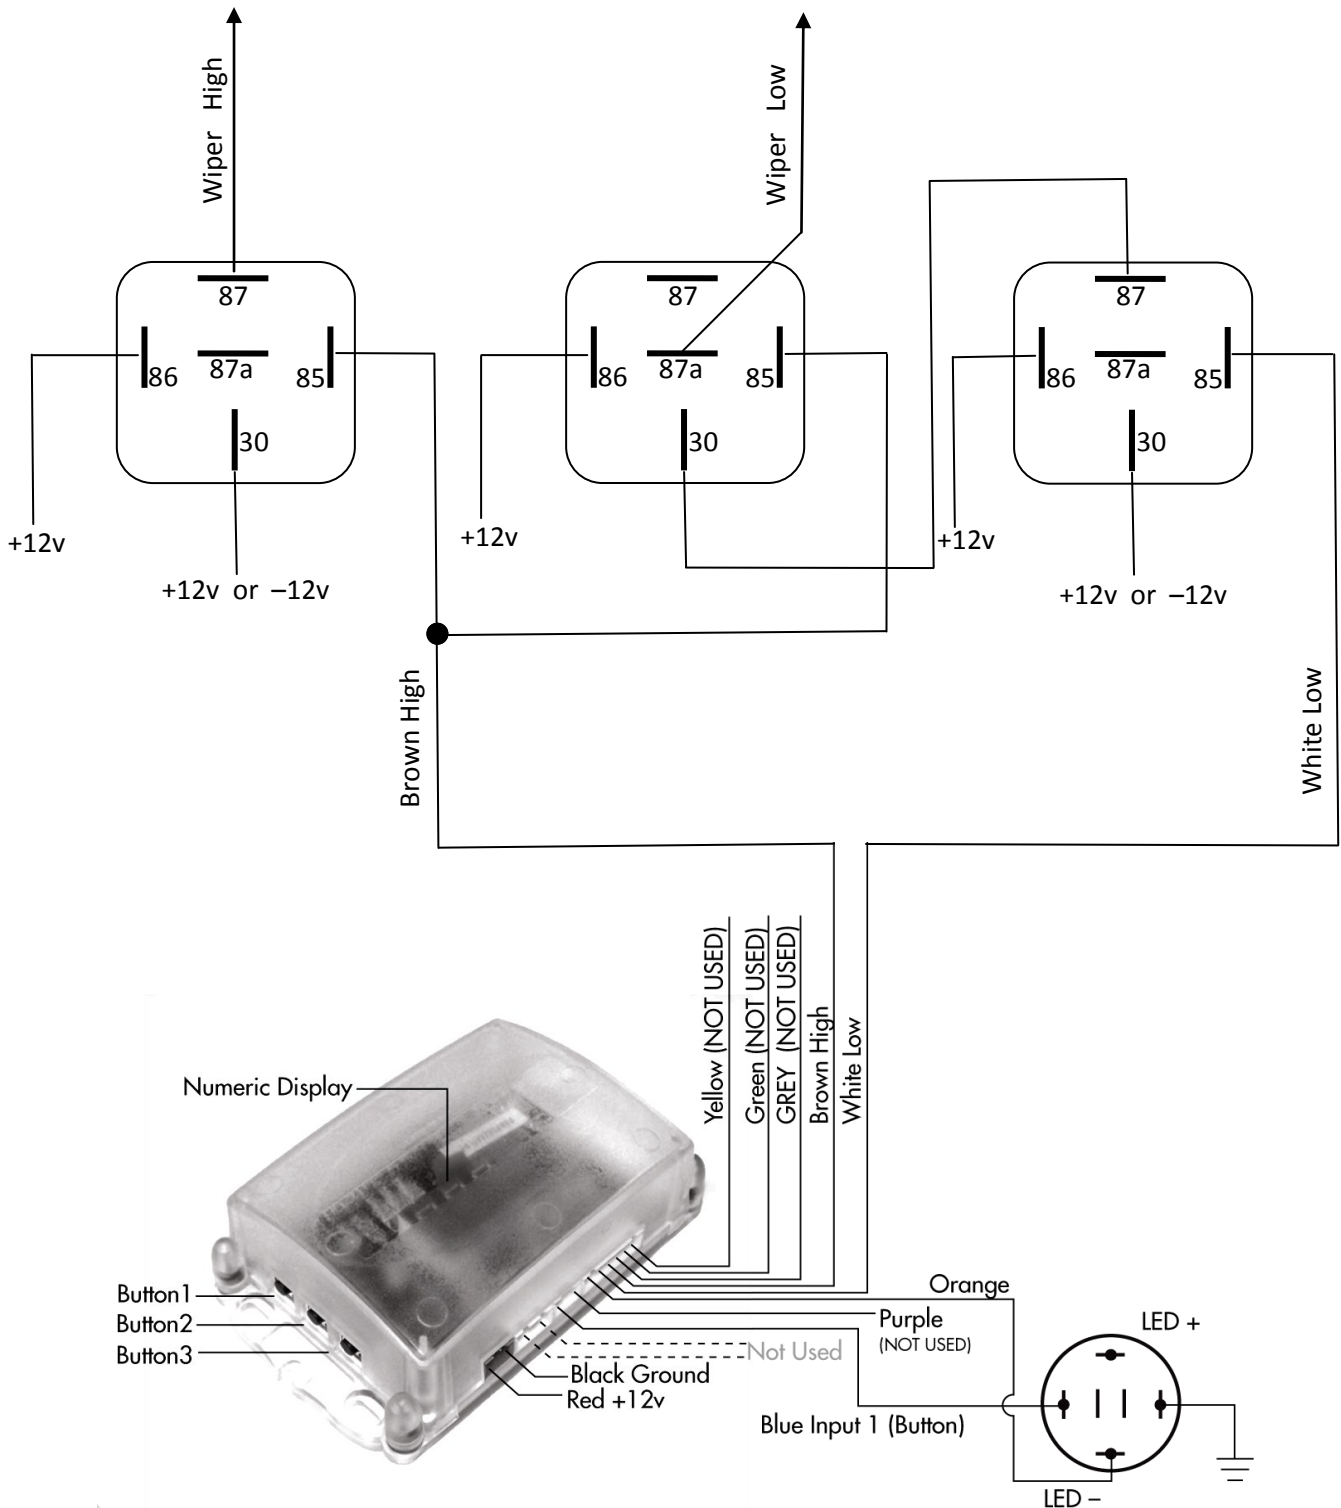 Wiper High
Wiper Low
87
86
87a
85
30
+12v
+12v or –12v
87
86
87a
85
30
+12v
87
86
87a
85
30
+12v
+12v or –12v
Brown High
White Low
Yellow (NOT USED)
Green (NOT USED)
GREY (NOT USED)
Brown High
White Low
Numeric Display
Button1
Button2
Button3
Orange
Purple
(NOT USED)
Not Used
Black Ground
Red +12v
Blue Input 1 (Button)
LED +
LED –